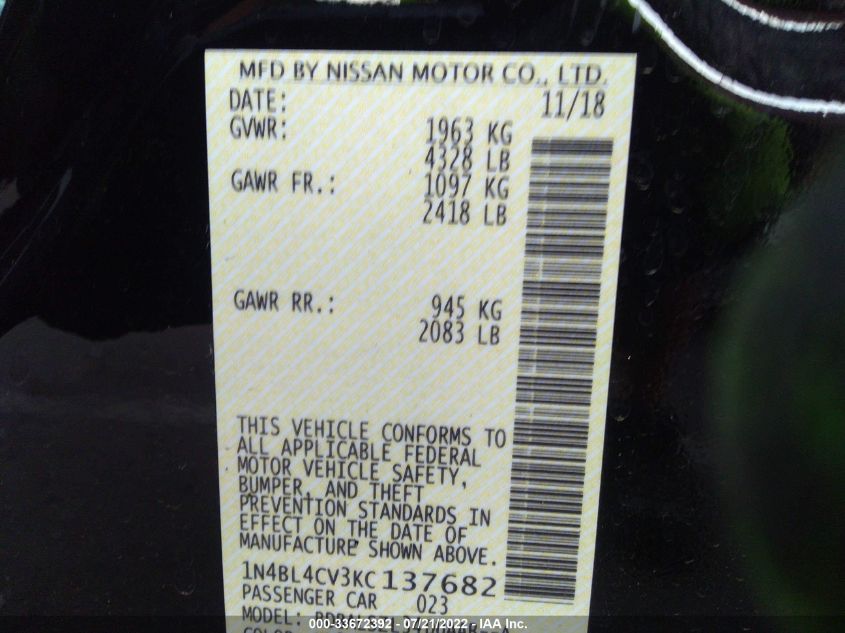 MFD BY NISSAN MOTOR CO., LTD.
DATE: 11/18
GVWR: 1963 KG
4328 LB
GAWR FR.: 1097 KG
2418 LB
GAWR RR.: 945 KG
2083 LB
THIS VEHICLE CONFORMS TO
ALL APPLICABLE FEDERAL
MOTOR VEHICLE SAFETY,
BUMPER, AND THEFT
PREVENTION STANDARDS IN
EFFECT ON THE DATE OF
MANUFACTURE SHOWN ABOVE.
1N4BL4CV3KC137682
PASSENGER CAR 023
MODEL:
000-33672392 - 07/21/2022 - IAA Inc.